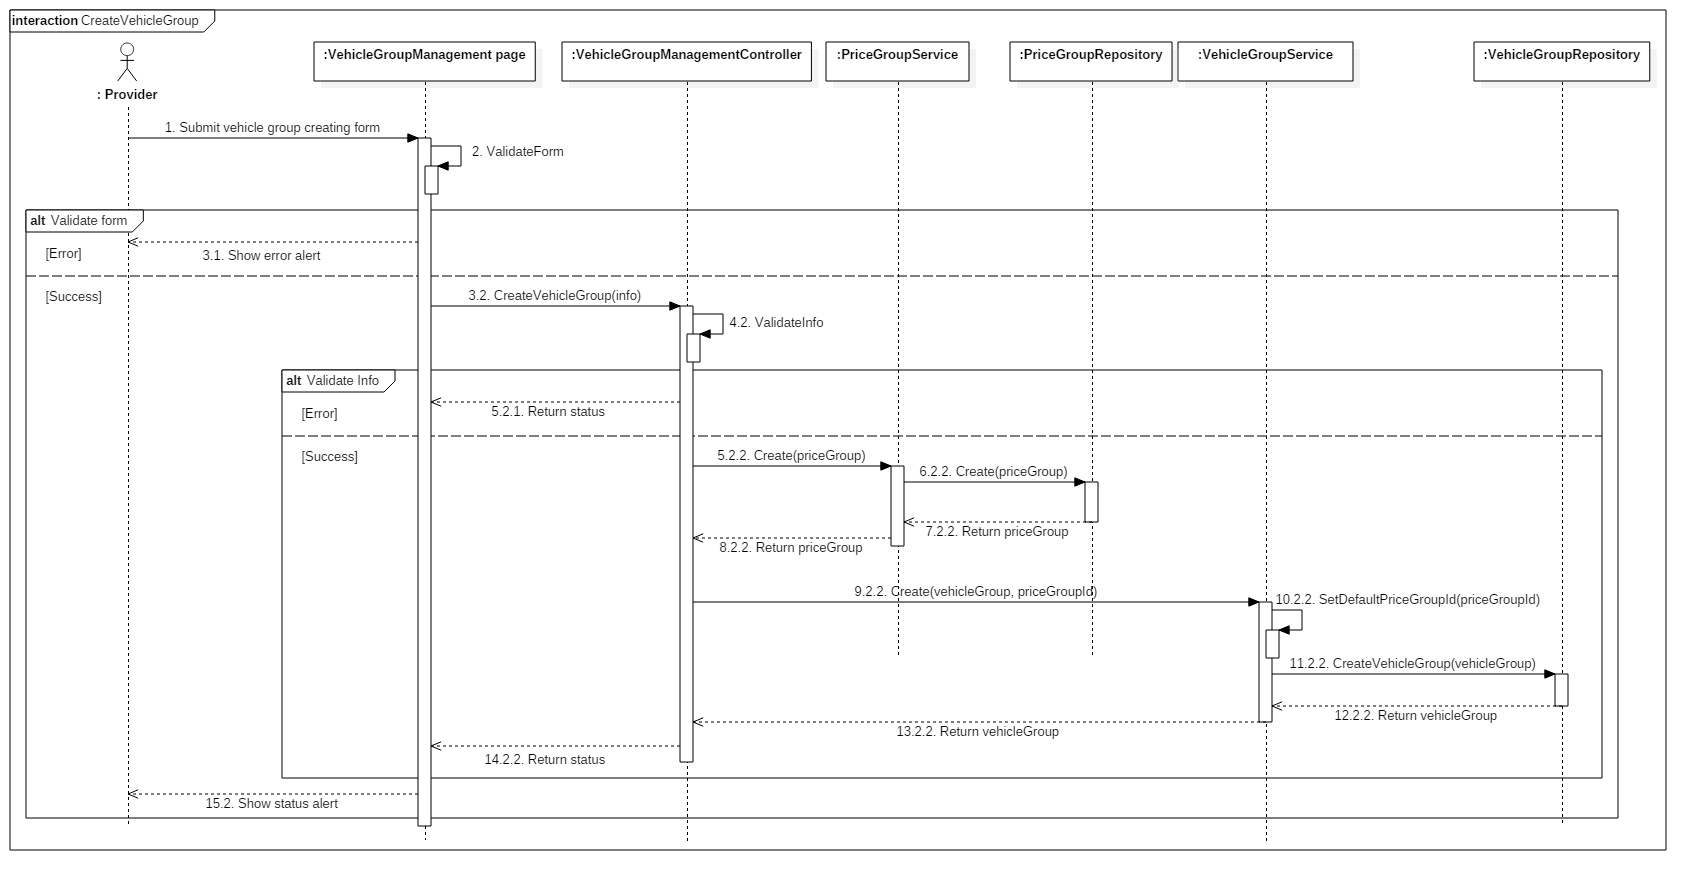 interaction CreateVehicleGroup
: Provider
:VehicleGroupManagement page
:VehicleGroupManagementController
:PriceGroupService
:PriceGroupRepository
:VehicleGroupService
:VehicleGroupRepository
1. Submit vehicle group creating form
2. ValidateForm
alt Validate form
[Error]
3.1. Show error alert
[Success]
3.2. CreateVehicleGroup(info)
4.2. ValidateInfo
alt Validate Info
[Error]
5.2.1. Return status
[Success]
5.2.2. Create(priceGroup)
6.2.2. Create(priceGroup)
7.2.2. Return priceGroup
8.2.2. Return priceGroup
9.2.2. Create(vehicleGroup, priceGroupId)
10.2.2. SetDefaultPriceGroupId(priceGroupId)
11.2.2. CreateVehicleGroup(vehicleGroup)
12.2.2. Return vehicleGroup
13.2.2. Return vehicleGroup
14.2.2. Return status
15.2. Show status alert